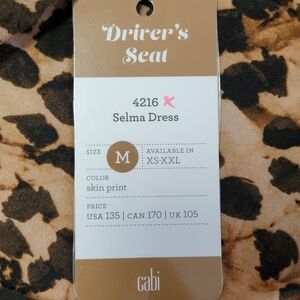 Driver's
Seat
4216
Selma Dress
SIZE
M
AVAILABLE IN
XS-XXL
COLOR
skin print
PRICE
USA 135 | CAN 170 | UK 105
cabi